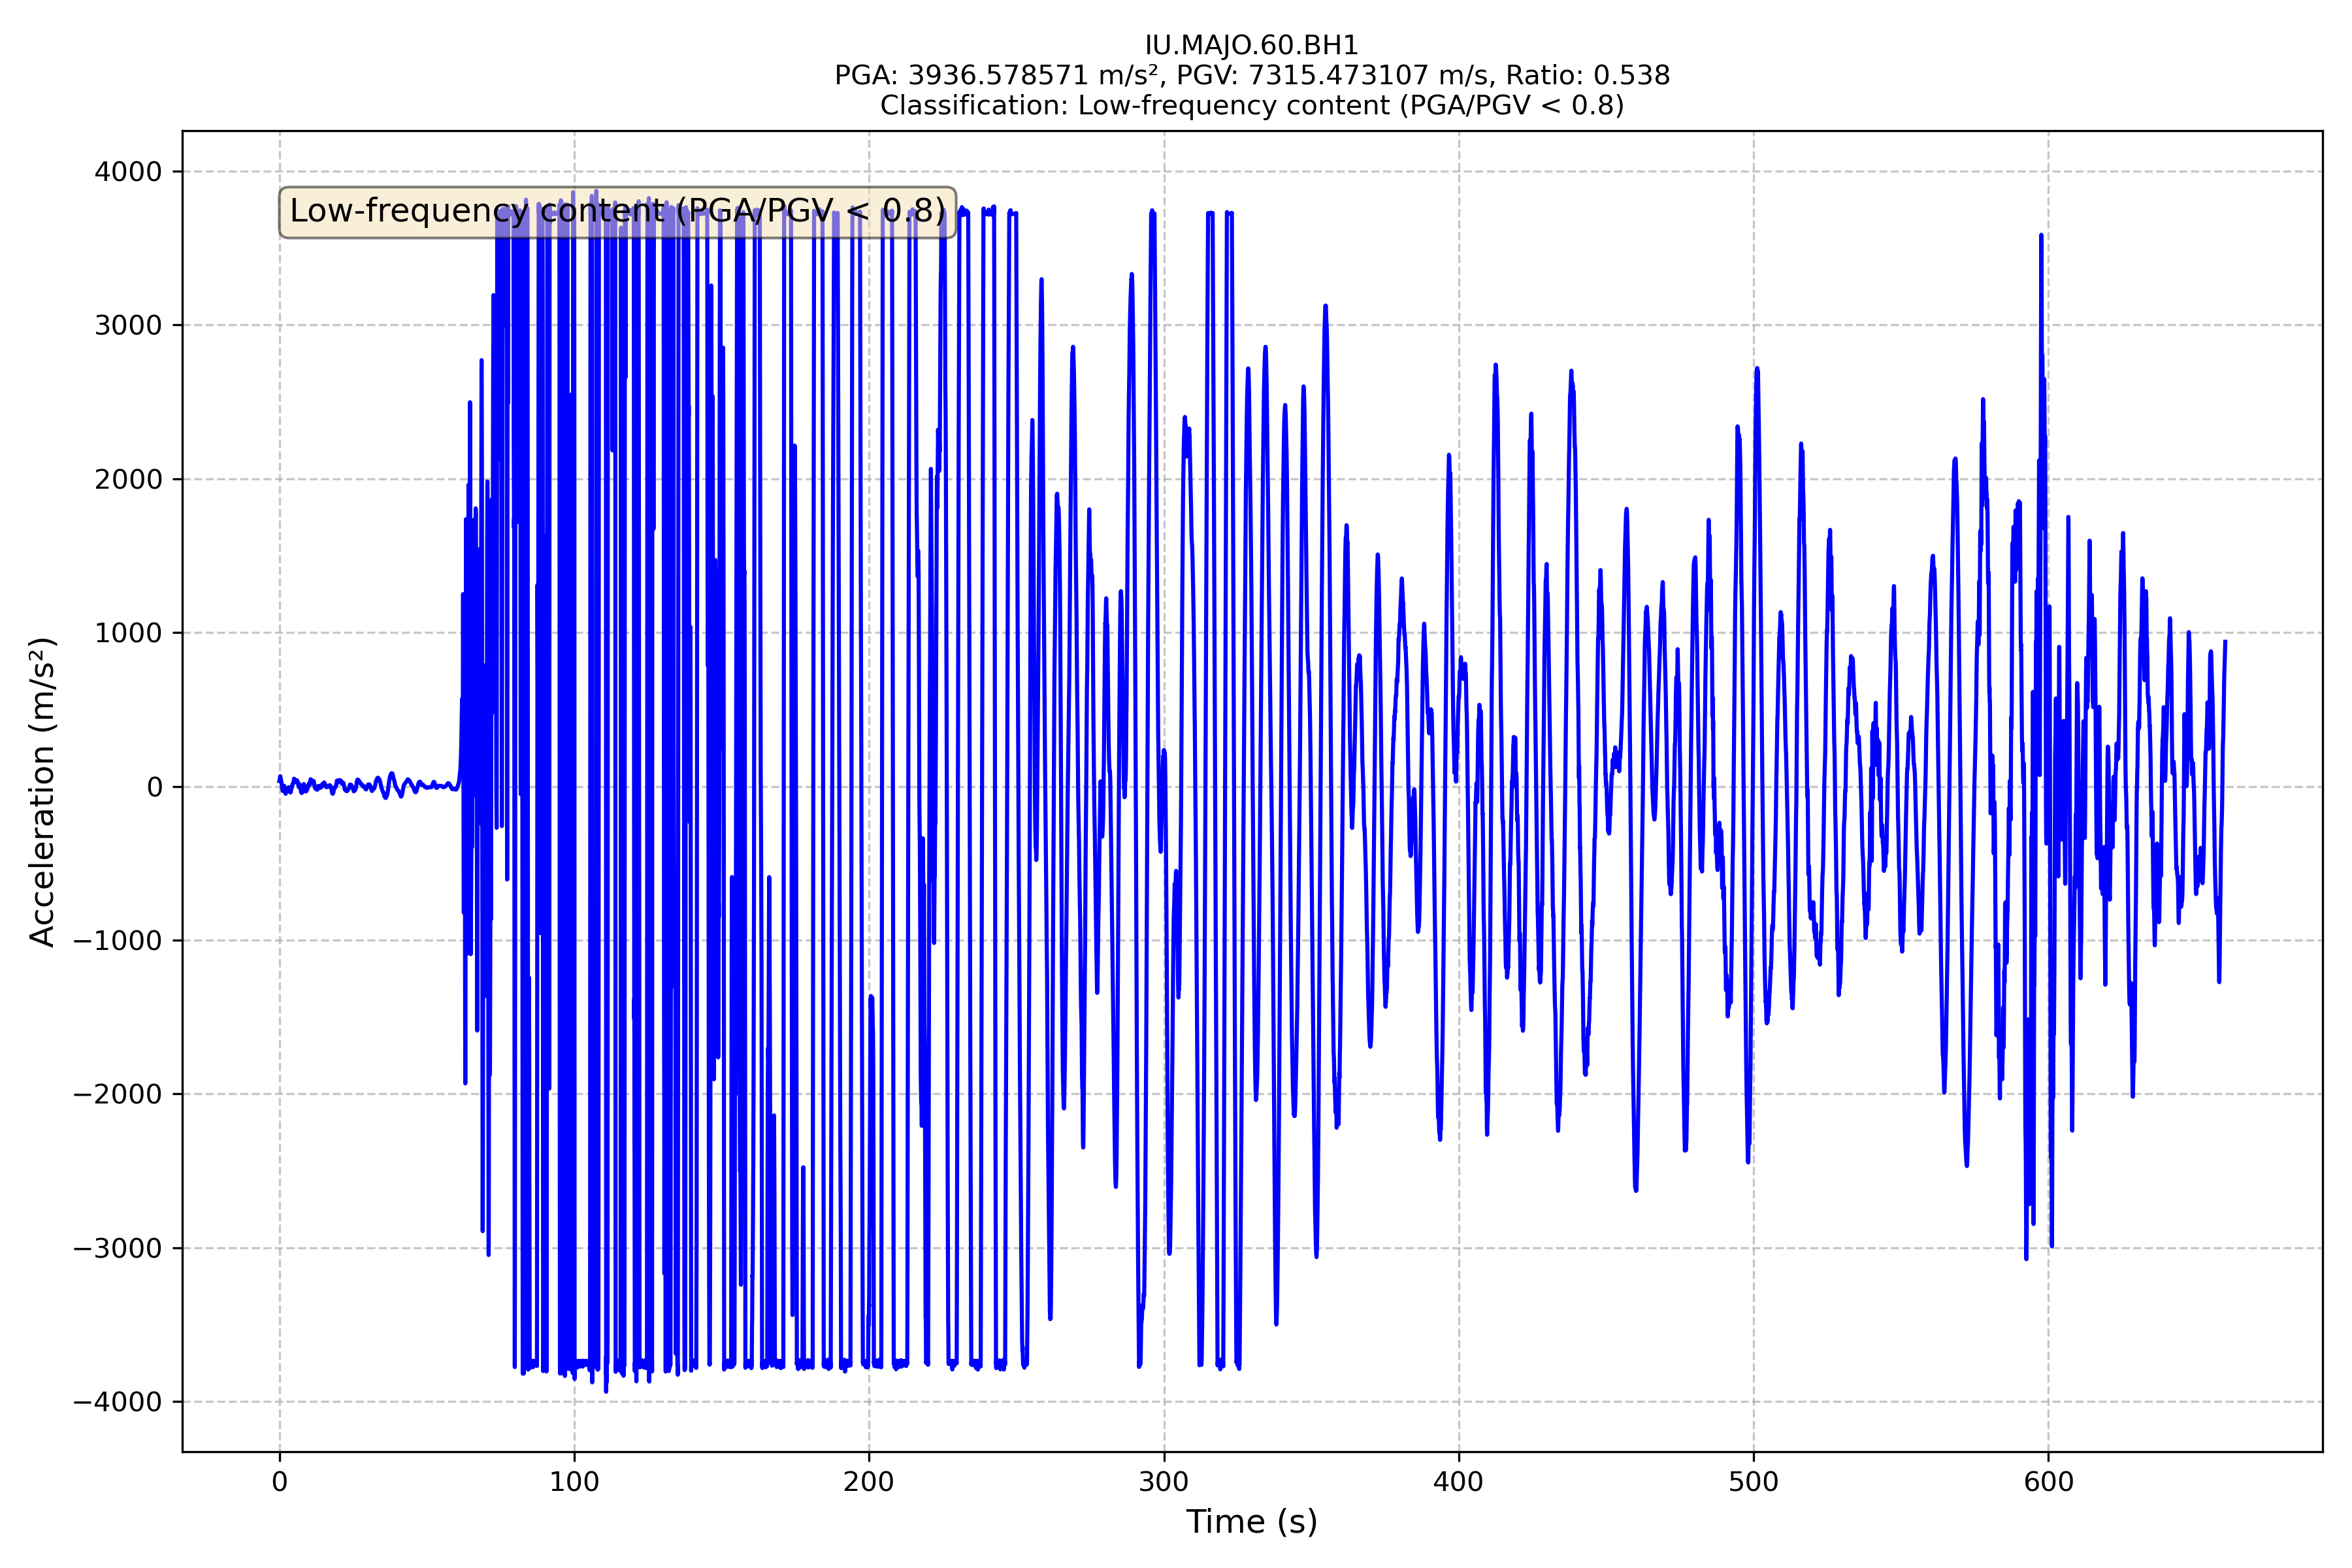 IU.MAJO.60.BH1
PGA: 3936.578571 m/s², PGV: 7315.473107 m/s, Ratio: 0.538
Classification: Low-frequency content (PGA/PGV < 0.8)
Low-frequency content (PGA/PGV < 0.8)
4000
3000
2000
1000
0
−1000
−2000
−3000
−4000
Acceleration (m/s²)
0 100 200 300 400 500 600
Time (s)